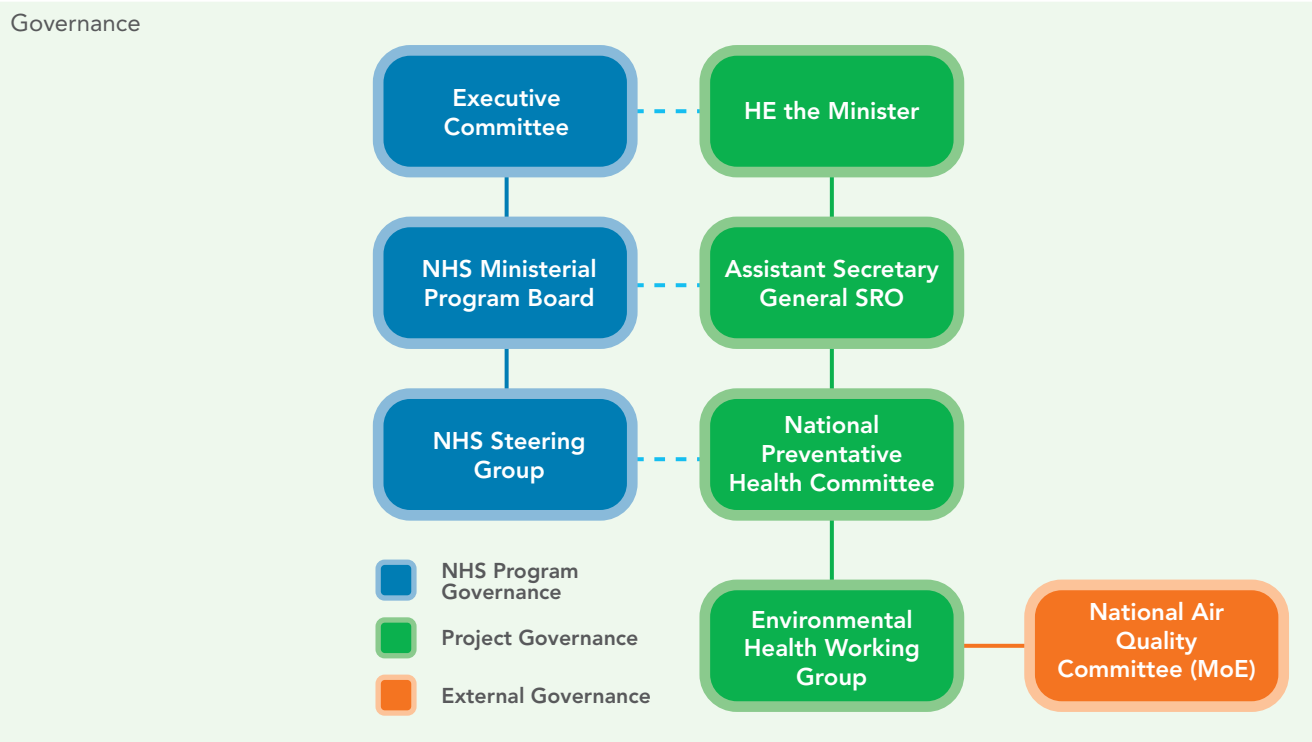 Governance
Executive
Committee
HE the Minister
NHS Ministerial
Program Board
Assistant Secretary
General SRO
NHS Steering
Group
National
Preventative
Health Committee
NHS Program
Governance
Project Governance
External Governance
Environmental
Health Working
Group
National Air
Quality
Committee (MoE)